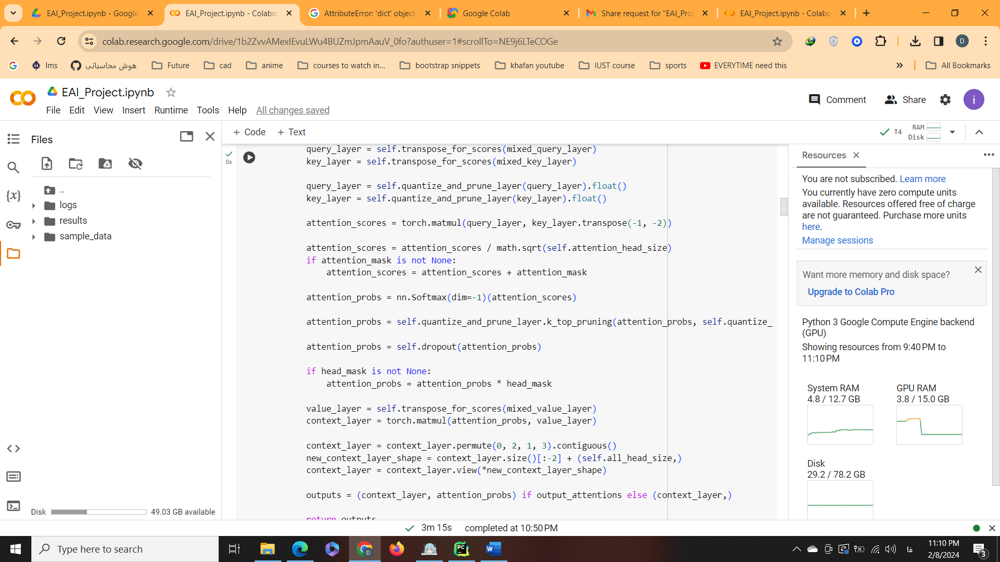 EAI_Project.ipynb - Google
EAI_Project.ipynb - Colabo
AttributeError: 'dict' object
Google Colab
Share request for "EAI_Proj
EAI_Project.ipynb - Colabo
colab.research.google.com/drive/1b2ZvvAMexIEvuLWu4BUZmJpmAauV_0fo?authuser=1#scrollTo=NE9j6LTeCOGe
D
lms
هوش محاسباتی
Future
cad
anime
courses to watch in...
bootstrap snippets
khafan youtube
IUST course
sports
EVERYTIME need this
All Bookmarks
EAI_Project.ipynb
File Edit View Insert Runtime Tools Help All changes saved
Comment
Share
i
Files
+ Code + Text
T4
RAM
Disk
..
logs
results
sample_data
Disk
49.03 GB available
0s
query_layer = self.transpose_for_scores(mixed_query_layer)
key_layer = self.transpose_for_scores(mixed_key_layer)
query_layer = self.quantize_and_prune_layer(query_layer).float()
key_layer = self.quantize_and_prune_layer(key_layer).float()
attention_scores = torch.matmul(query_layer, key_layer.transpose(-1, -2))
attention_scores = attention_scores / math.sqrt(self.attention_head_size)
if attention_mask is not None:
attention_scores = attention_scores + attention_mask
attention_probs = nn.Softmax(dim=-1)(attention_scores)
attention_probs = self.quantize_and_prune_layer.k_top_pruning(attention_probs, self.quantize_
attention_probs = self.dropout(attention_probs)
if head_mask is not None:
attention_probs = attention_probs * head_mask
value_layer = self.transpose_for_scores(mixed_value_layer)
context_layer = torch.matmul(attention_probs, value_layer)
context_layer = context_layer.permute(0, 2, 1, 3).contiguous()
new_context_layer_shape = context_layer.size()[:-2] + (self.all_head_size,)
context_layer = context_layer.view(*new_context_layer_shape)
outputs = (context_layer, attention_probs) if output_attentions else (context_layer,)
return outputs
Resources
You are not subscribed. Learn more
You currently have zero compute units
available. Resources offered free of charge
are not guaranteed. Purchase more units
here.
Manage sessions
Want more memory and disk space?
Upgrade to Colab Pro
Python 3 Google Compute Engine backend
(GPU)
Showing resources from 9:40 PM to
11:10 PM
System RAM
4.8 / 12.7 GB
GPU RAM
3.8 / 15.0 GB
Disk
29.2 / 78.2 GB
3m 15s completed at 10:50 PM
Type here to search
فا
11:10 PM
2/8/2024
3